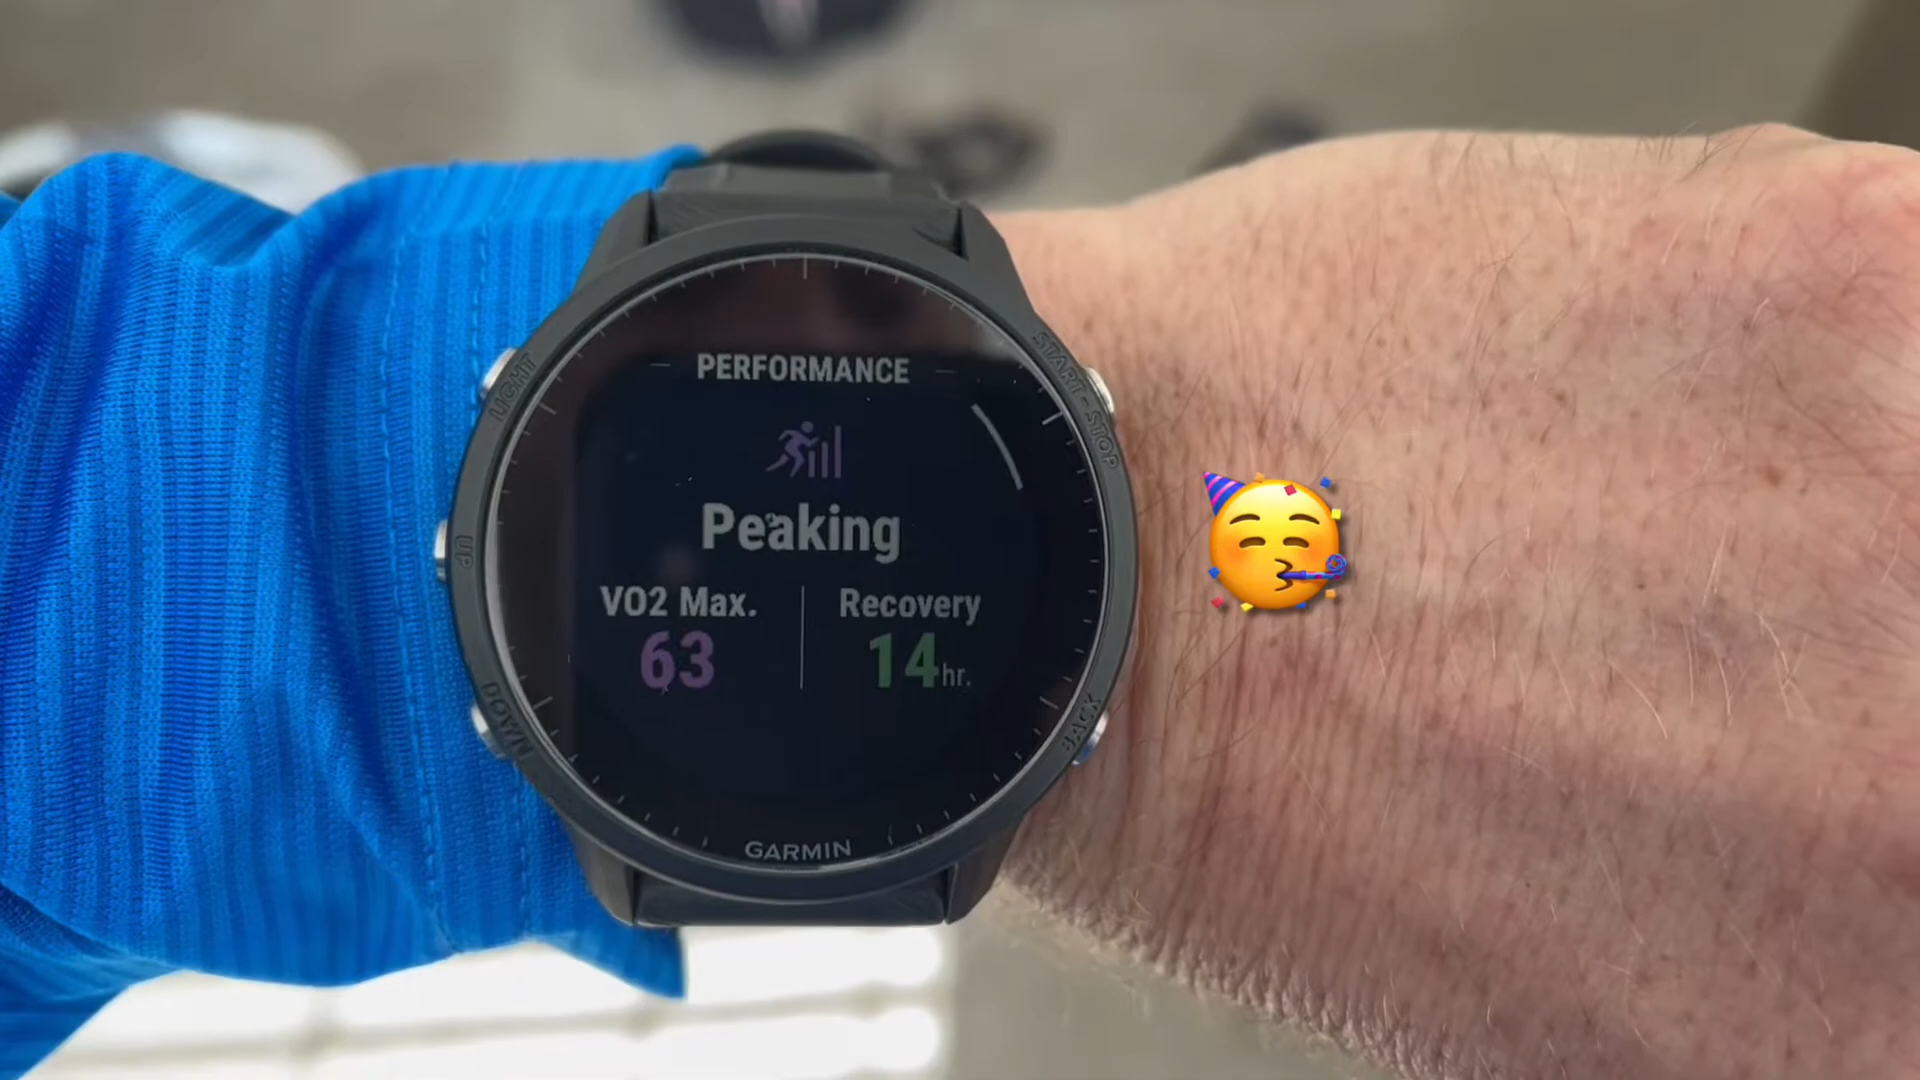 PERFORMANCE
Peaking
VO2 Max.
Recovery
63
14hr.
GARMIN
LIGHT
UP
DOWN
START-STOP
BACK